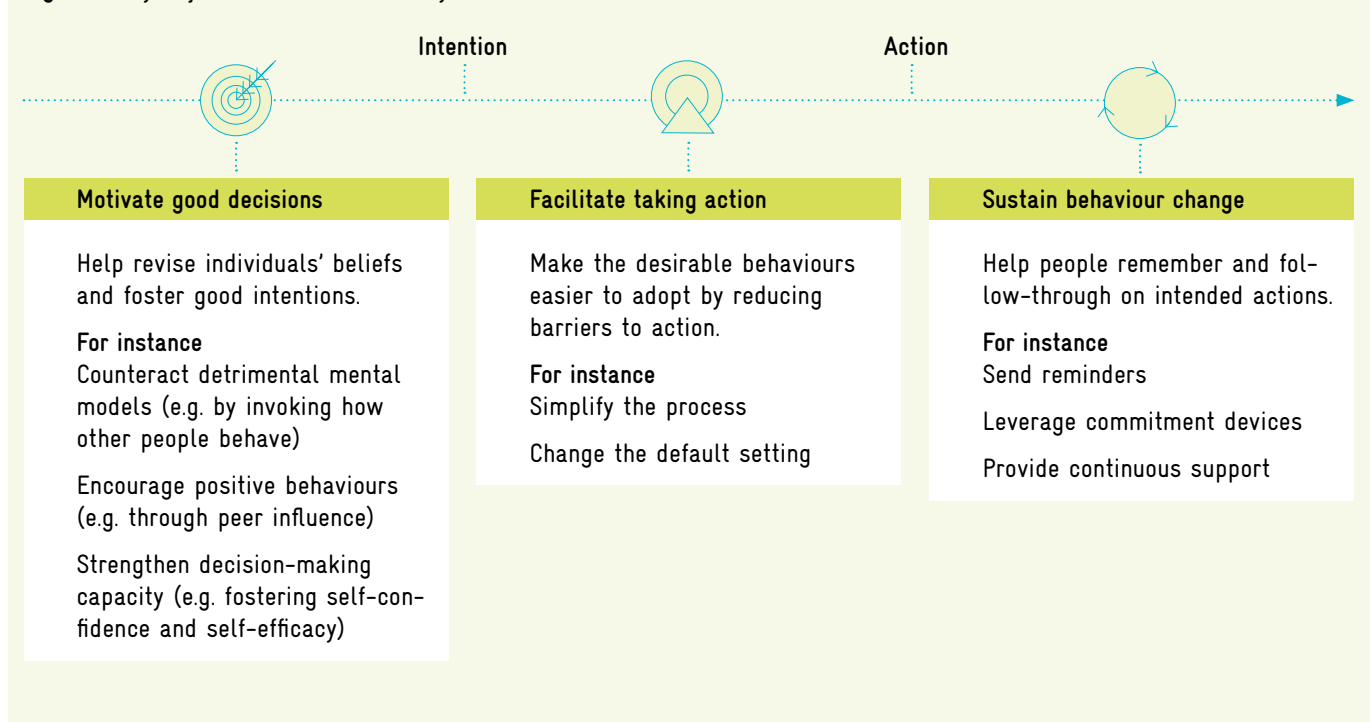 Intention
Action
Motivate good decisions
Help revise individuals’ beliefs
and foster good intentions.
For instance
Counteract detrimental mental
models (e.g. by invoking how
other people behave)
Encourage positive behaviours
(e.g. through peer influence)
Strengthen decision-making
capacity (e.g. fostering self-con-
fidence and self-efficacy)
Facilitate taking action
Make the desirable behaviours
easier to adopt by reducing
barriers to action.
For instance
Simplify the process
Change the default setting
Sustain behaviour change
Help people remember and fol-
low-through on intended actions.
For instance
Send reminders
Leverage commitment devices
Provide continuous support